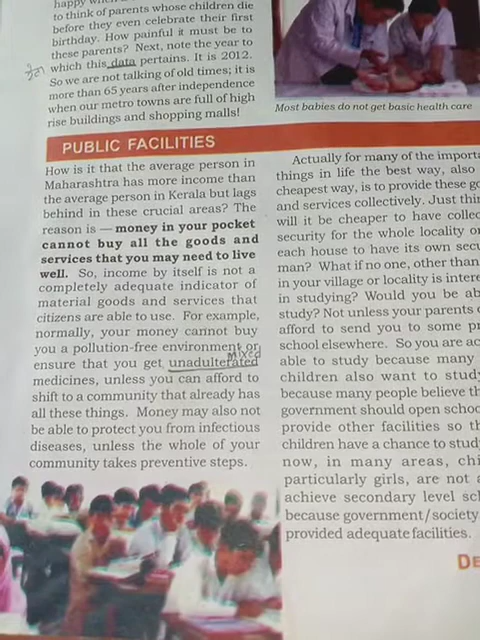 happy when
to think of parents whose children die
before they even celebrate their first
birthday. How painful it must be to
these parents? Next, note the year to
which this data pertains. It is 2012.
So we are not talking of old times; it is
more than 65 years after independence
when our metro towns are full of high
rise buildings and shopping malls!
Most babies do not get basic health care
PUBLIC FACILITIES
How is it that the average person in
Maharashtra has more income than
the average person in Kerala but lags
behind in these crucial areas? The
reason is — money in your pocket
cannot buy all the goods and
services that you may need to live
well. So, income by itself is not a
completely adequate indicator of
material goods and services that
citizens are able to use. For example,
normally, your money cannot buy
you a pollution-free environment or
mixed
ensure that you get unadulterated
medicines, unless you can afford to
shift to a community that already has
all these things. Money may also not
be able to protect you from infectious
diseases, unless the whole of your
community takes preventive steps.
Actually for many of the importa
things in life the best way, also
cheapest way, is to provide these go
and services collectively. Just thin
will it be cheaper to have collec
security for the whole locality o
each house to have its own secu
man? What if no one, other than
in your village or locality is intere
in studying? Would you be ab
study? Not unless your parents c
afford to send you to some pr
school elsewhere. So you are ac
able to study because many
children also want to study
because many people believe th
government should open schoo
provide other facilities so th
children have a chance to stud
now, in many areas, chi
particularly girls, are not a
achieve secondary level sch
because government/society
provided adequate facilities.
DE